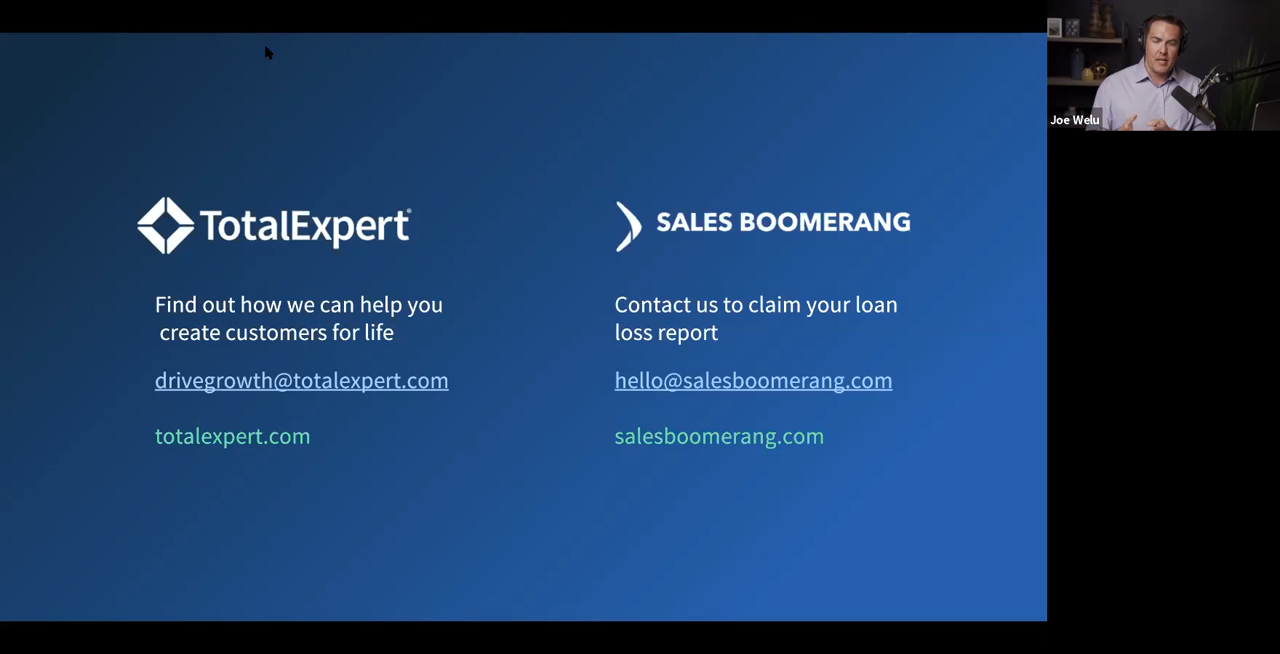 TotalExpert®
Find out how we can help you
create customers for life
drivegrowth@totalexpert.com
totalexpert.com
SALES BOOMERANG
Contact us to claim your loan
loss report
hello@salesboomerang.com
salesboomerang.com
Joe Welu